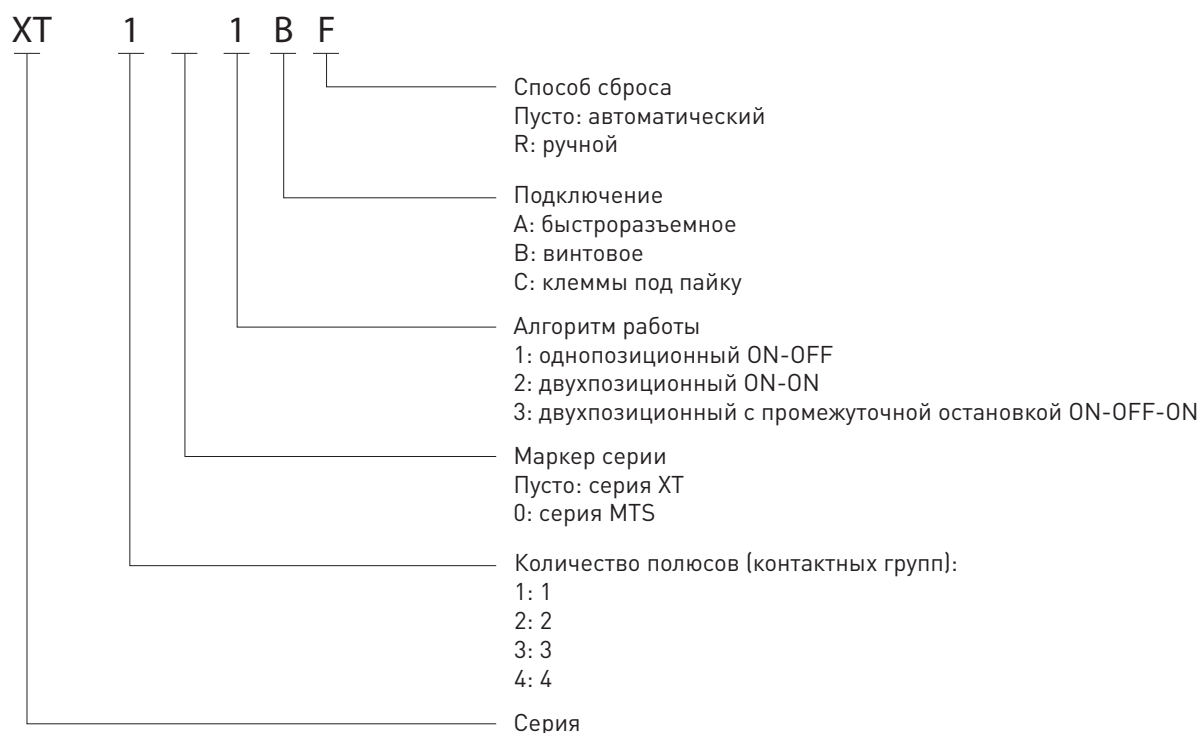 XT 1 1 B F
Способ сброса
Пусто: автоматический
R: ручной
Подключение
A: быстроразъемное
B: винтовое
C: клеммы под пайку
Алгоритм работы
1: однопозиционный ON-OFF
2: двухпозиционный ON-ON
3: двухпозиционный с промежуточной остановкой ON-OFF-ON
Маркер серии
Пусто: серия XT
0: серия MTS
Количество полюсов (контактных групп):
1: 1
2: 2
3: 3
4: 4
Серия